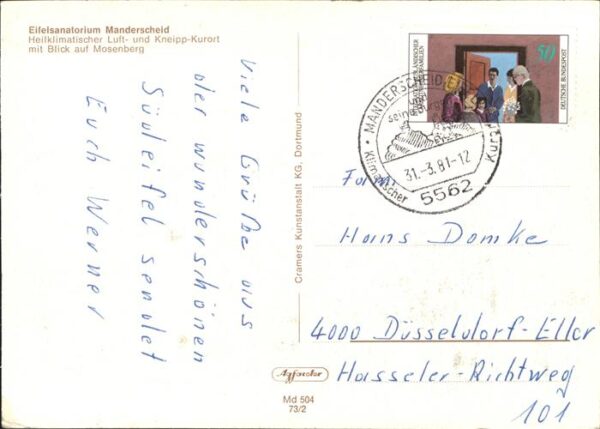 Eifelsanatorium Manderscheid
Heilklimatischer Luft- und Kneipp-Kurort
mit Blick auf Mosenberg
Viele Grüße aus
der wunderschönen
Südeifel sendet
Euch Werner
Cramers Kunstanstalt KG, Dortmund
Agfacolor
Md 504
73/2
50
DEUTSCHE BUNDESPOST
MANDERSCHEID
31.-3.81-12
5562
Hans Domke
4000 Düsseldorf-Eller
Hasseler-Richtweg
101